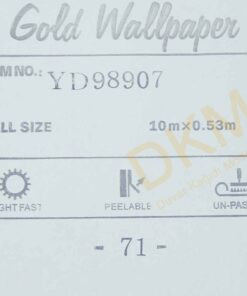 Gold Wallpaper
M NO.: YD98907
LL SIZE 10m×0.53m
GHT FAST PEELABLE UN-PAS
- 71 -
DKM